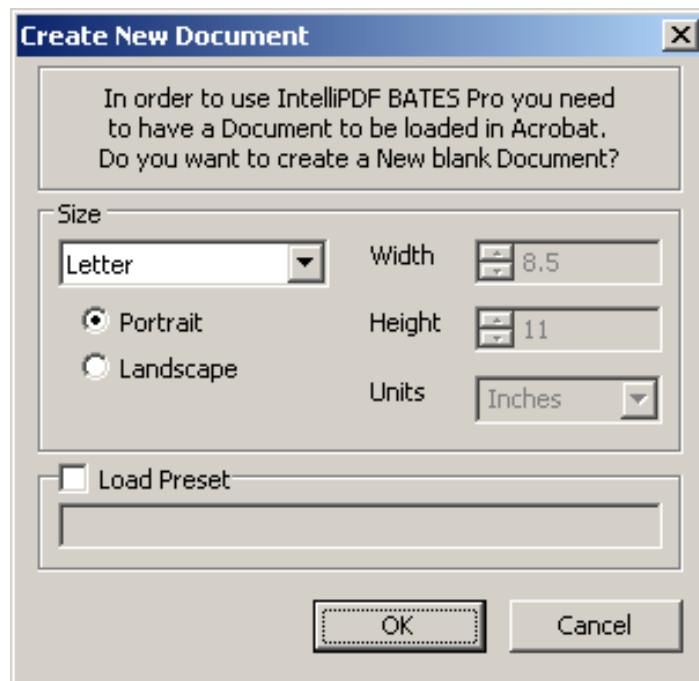 Create New Document
In order to use IntelliPDF BATES Pro you need
to have a Document to be loaded in Acrobat.
Do you want to create a New blank Document?
Size
Letter
Width
8.5
Portrait
Height
11
Landscape
Units
Inches
Load Preset
OK
Cancel